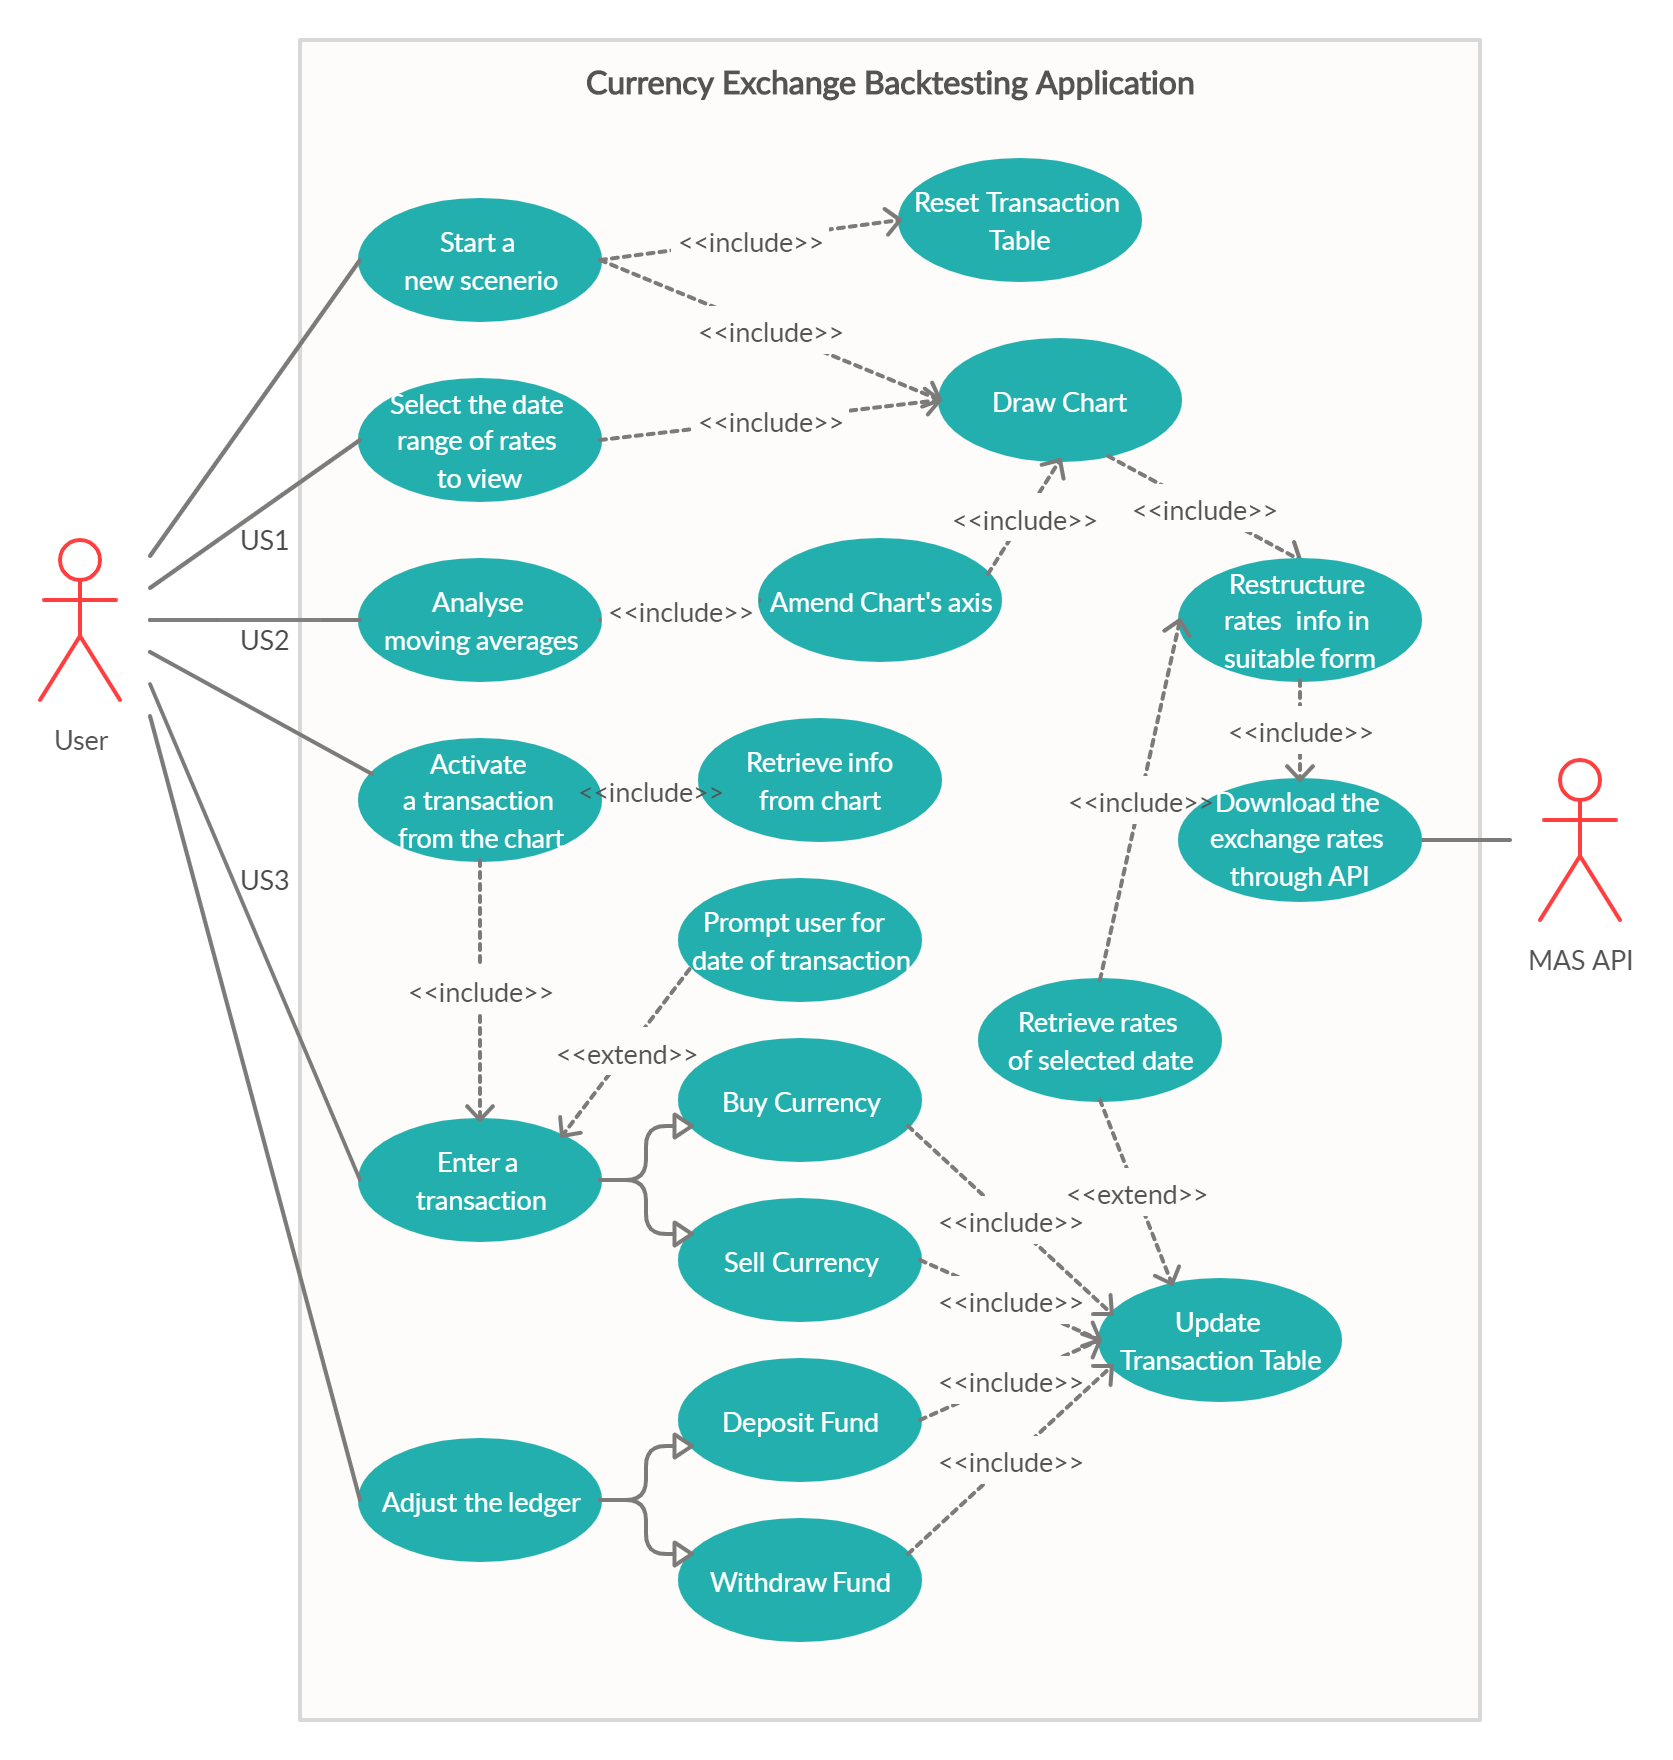 Currency Exchange Backtesting Application
Reset Transaction
Table
Start a
new scenerio
<<include>>
<<include>>
Draw Chart
Select the date
range of rates
to view
<<include>>
<<include>>
<<include>>
US1
Analyse
moving averages
<<include>>
Amend Chart's axis
Restructure
rates  info in
suitable form
US2
User
<<include>>
Activate
a transaction
from the chart
<<include>>
Retrieve info
from chart
<<include>>
Download the
exchange rates
through API
US3
Prompt user for
date of transaction
MAS API
<<include>>
Retrieve rates
of selected date
<<extend>>
Buy Currency
Enter a
transaction
<<extend>>
<<include>>
Sell Currency
<<include>>
Update
Transaction Table
<<include>>
Deposit Fund
<<include>>
Adjust the ledger
Withdraw Fund